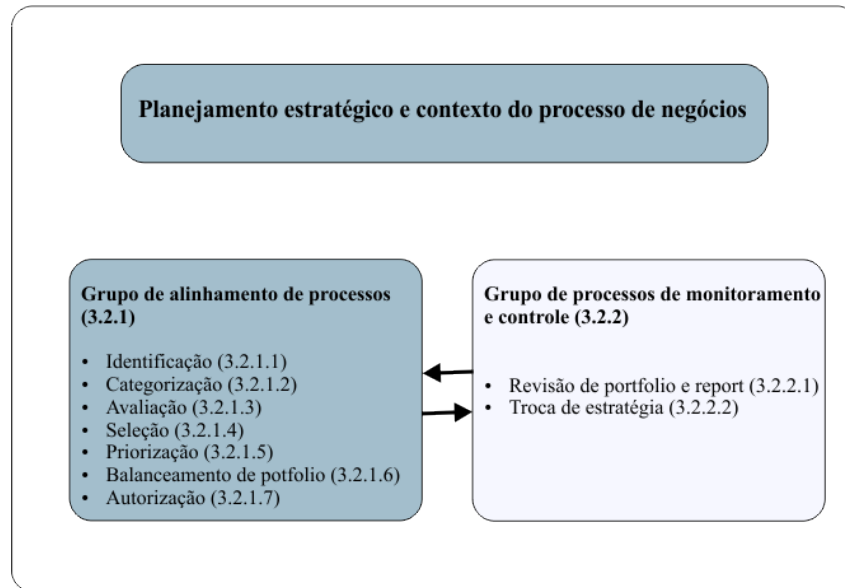 Planejamento estratégico e contexto do processo de negócios
Grupo de alinhamento de processos
(3.2.1)
• Identificação (3.2.1.1)
• Categorização (3.2.1.2)
• Avaliação (3.2.1.3)
• Seleção (3.2.1.4)
• Priorização (3.2.1.5)
• Balanceamento de potfolio (3.2.1.6)
• Autorização (3.2.1.7)
Grupo de processos de monitoramento
e controle (3.2.2)
• Revisão de portfolio e report (3.2.2.1)
• Troca de estratégia (3.2.2.2)